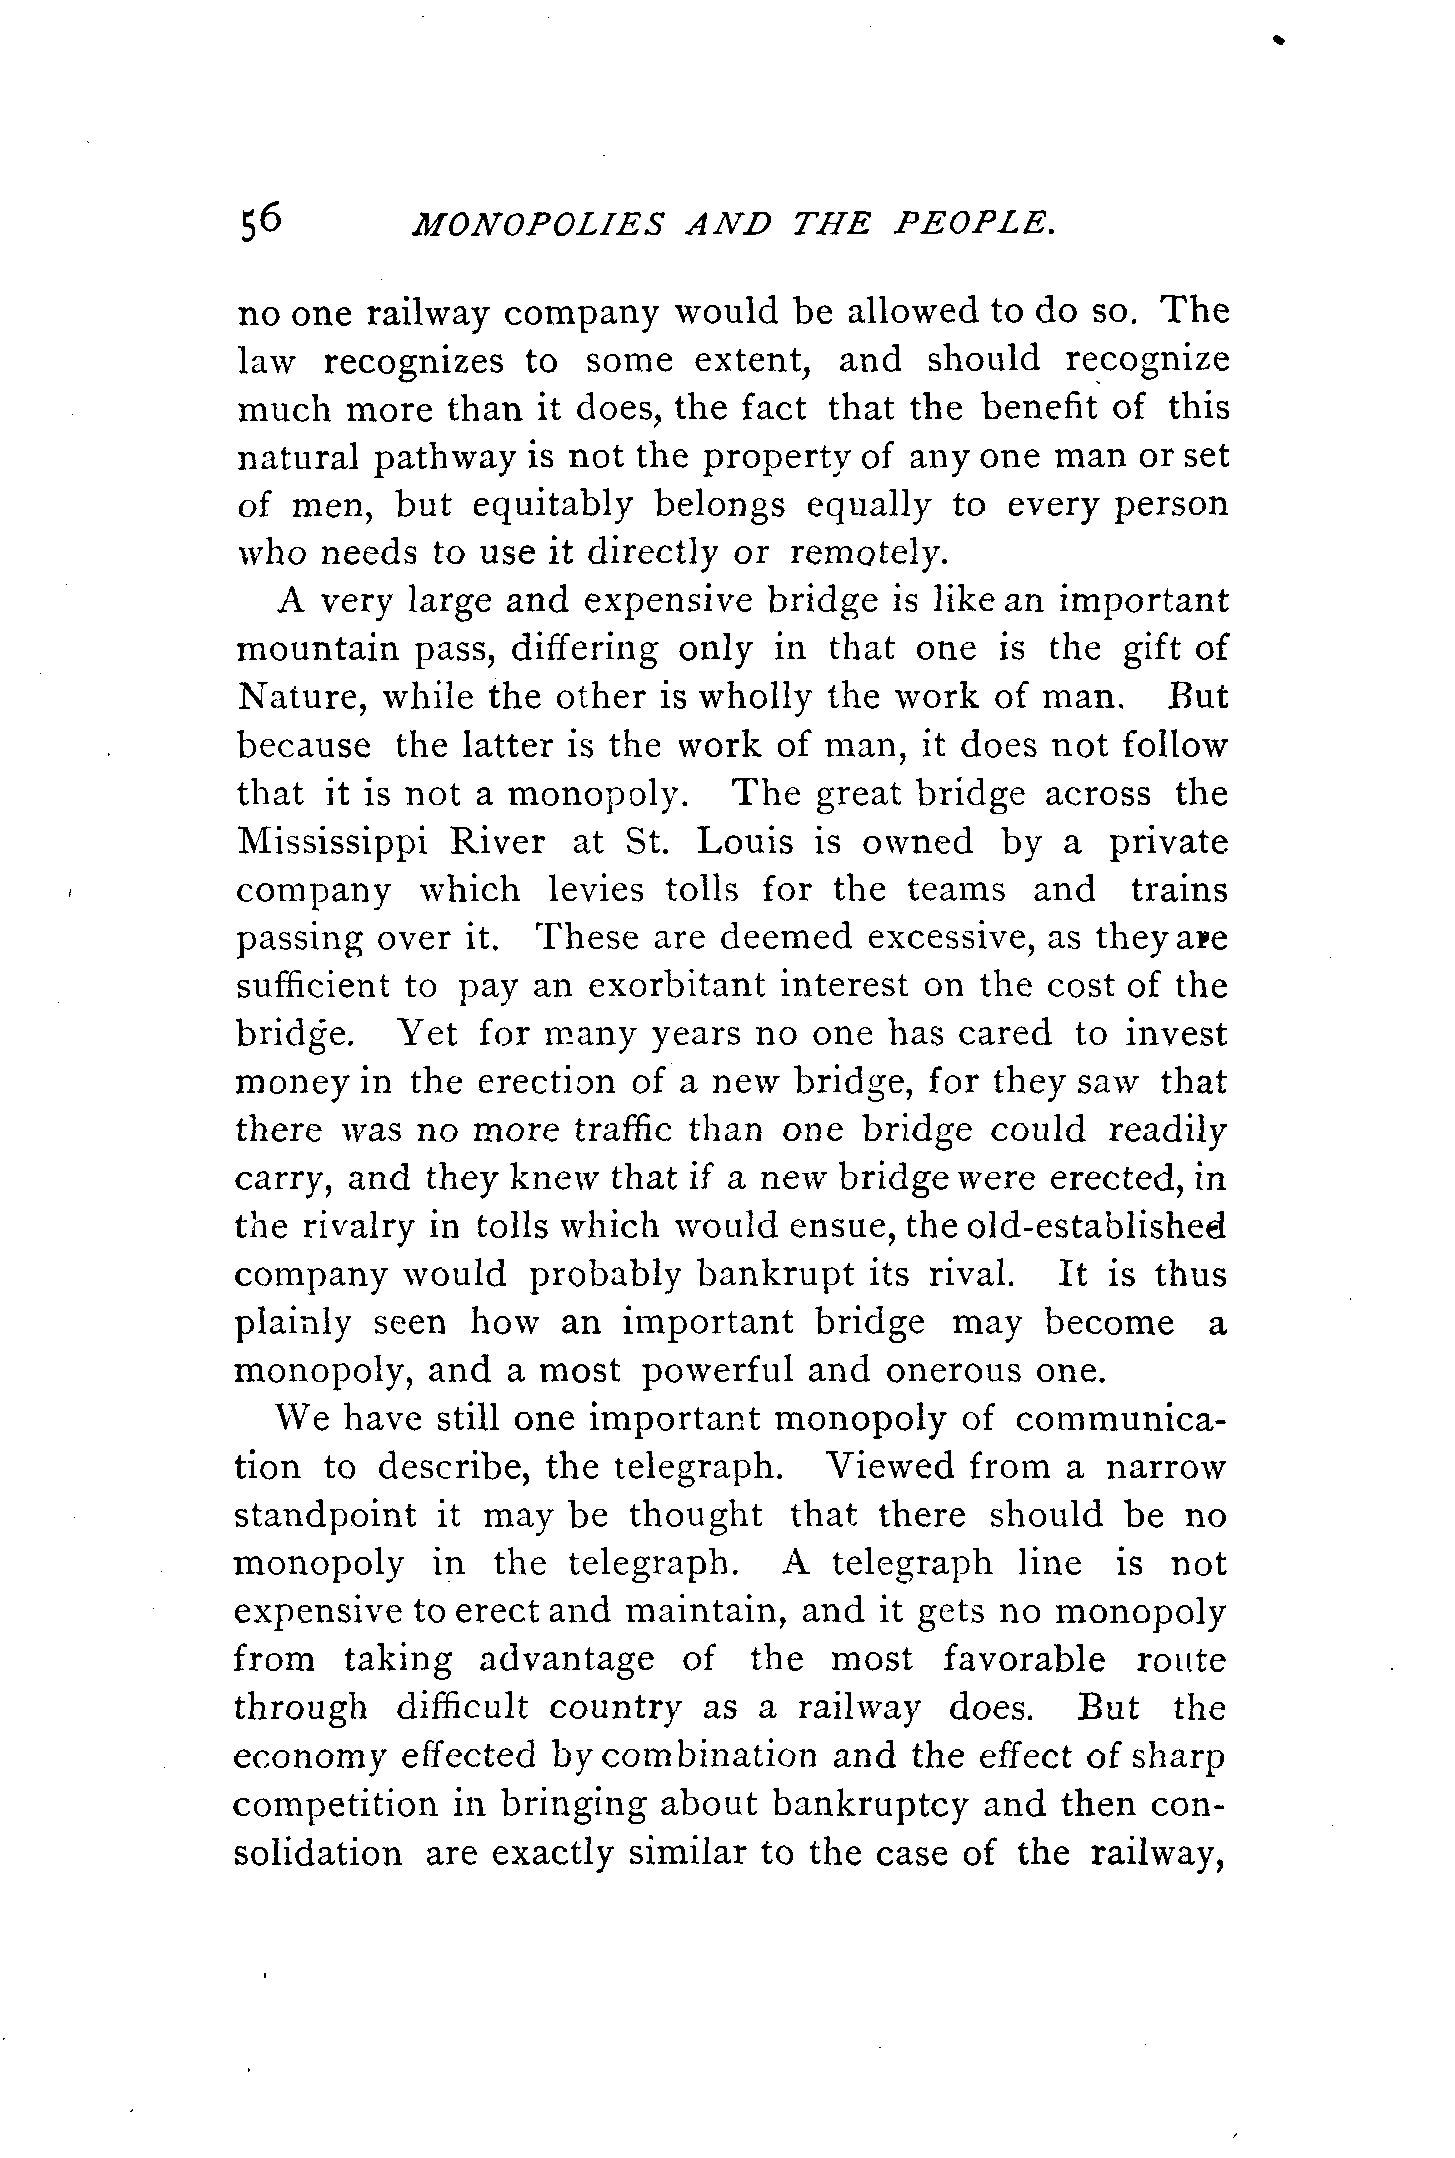 56 MONOPOLIES AND THE PEOPLE.
no one railway company would be allowed to do so. The
law recognizes to some extent, and should recognize
much more than it does, the fact that the benefit of this
natural pathway is not the property of any one man or set
of men, but equitably belongs equally to every person
who needs to use it directly or remotely.
A very large and expensive bridge is like an important
mountain pass, differing only in that one is the gift of
Nature, while the other is wholly the work of man. But
because the latter is the work of man, it does not follow
that it is not a monopoly. The great bridge across the
Mississippi River at St. Louis is owned by a private
company which levies tolls for the teams and trains
passing over it. These are deemed excessive, as they are
sufficient to pay an exorbitant interest on the cost of the
bridge. Yet for many years no one has cared to invest
money in the erection of a new bridge, for they saw that
there was no more traffic than one bridge could readily
carry, and they knew that if a new bridge were erected, in
the rivalry in tolls which would ensue, the old-established
company would probably bankrupt its rival. It is thus
plainly seen how an important bridge may become a
monopoly, and a most powerful and onerous one.
We have still one important monopoly of communica-
tion to describe, the telegraph. Viewed from a narrow
standpoint it may be thought that there should be no
monopoly in the telegraph. A telegraph line is not
expensive to erect and maintain, and it gets no monopoly
from taking advantage of the most favorable route
through difficult country as a railway does. But the
economy effected by combination and the effect of sharp
competition in bringing about bankruptcy and then con-
solidation are exactly similar to the case of the railway,